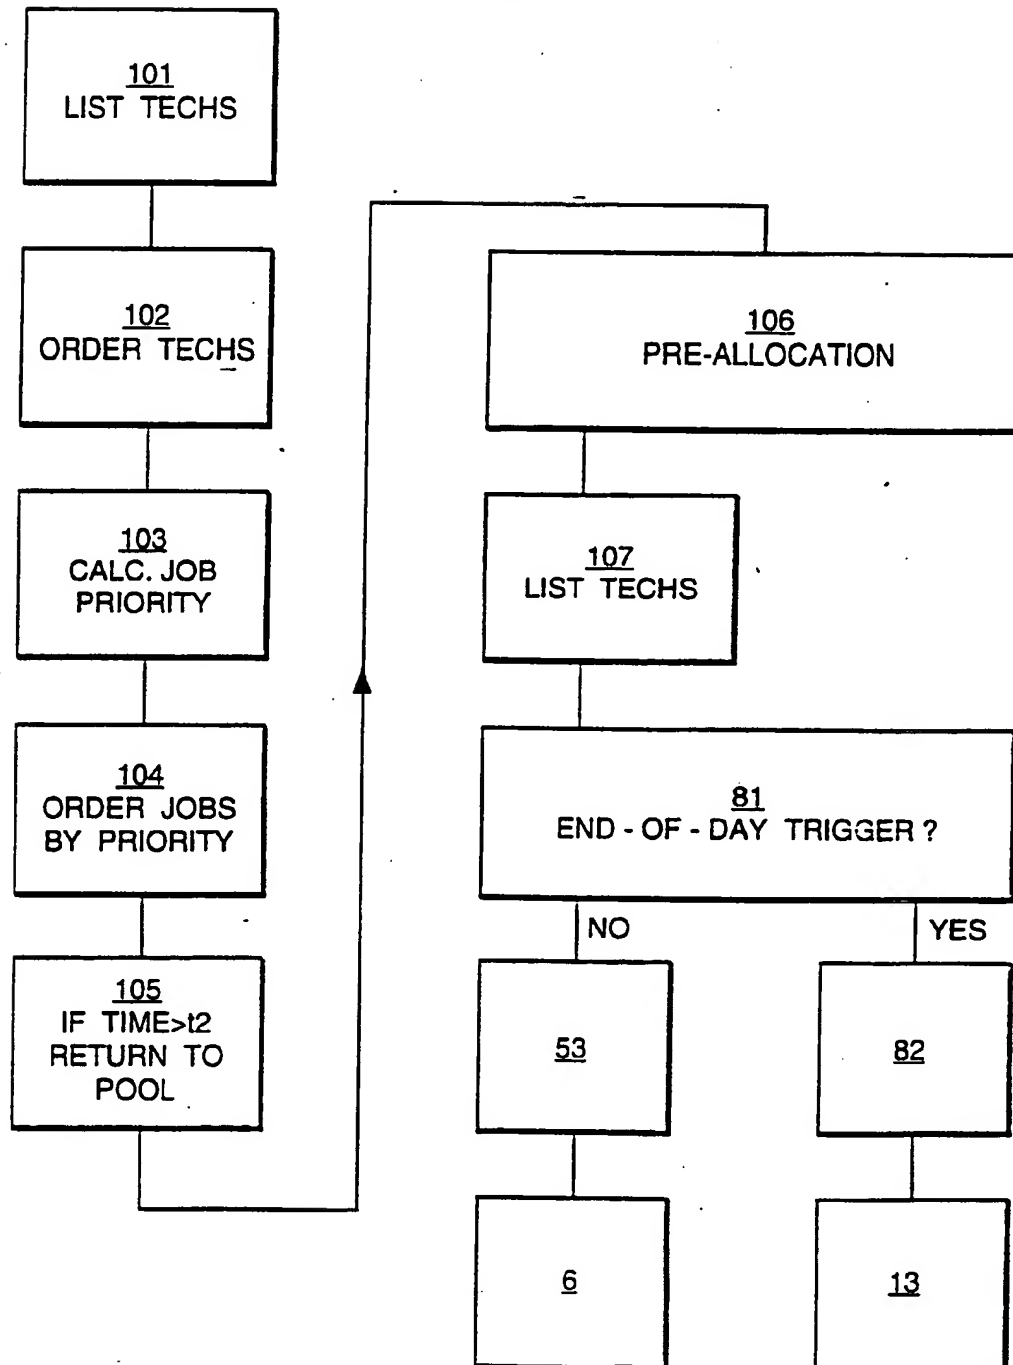 101
LIST TECHS
102
ORDER TECHS
103
CALC. JOB
PRIORITY
104
ORDER JOBS
BY PRIORITY
105
IF TIME>t2
RETURN TO
POOL
106
PRE-ALLOCATION
107
LIST TECHS
81
END - OF - DAY TRIGGER ?
NO
YES
53
82
6
13